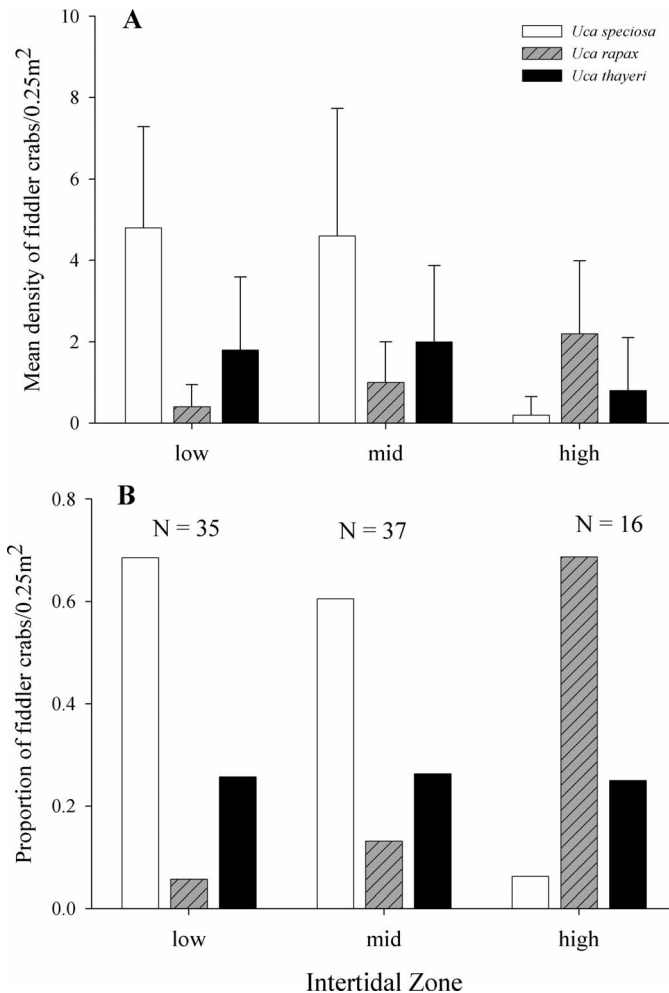 A
Uca speciosa
Uca rapax
Uca thayeri
Mean density of fiddler crabs/0.25m²
10
8
6
4
2
0
low mid high
B
N = 35 N = 37 N = 16
Proportion of fiddler crabs/0.25m²
0.8
0.6
0.4
0.2
0.0
low mid high
Intertidal Zone